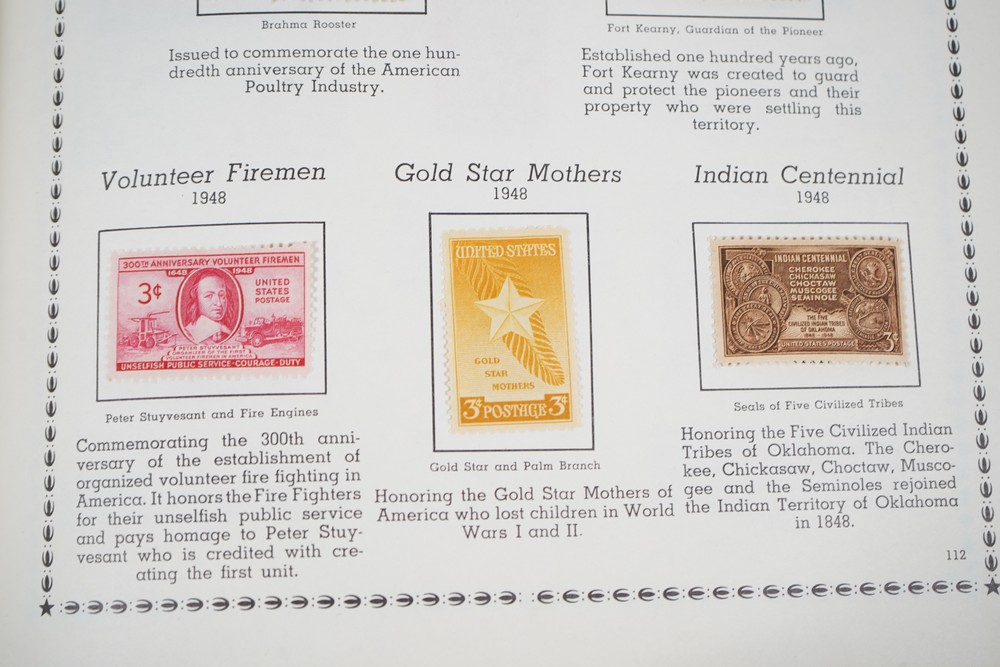 Brahma Rooster
Issued to commemorate the one hun-
dredth anniversary of the American
Poultry Industry.
Fort Kearny, Guardian of the Pioneer
Established one hundred years ago,
Fort Kearny was created to guard
and protect the pioneers and their
property who were settling this
territory.
Volunteer Firemen
1948
300TH ANNIVERSARY VOLUNTEER FIREMEN
1648 1948
3¢
UNITED
STATES
POSTAGE
PETER STUYVESANT
ORGANIZER OF THE FIRST
VOLUNTEER FIREMEN IN AMERICA
UNSELFISH PUBLIC SERVICE-COURAGE-DUTY
Peter Stuyvesant and Fire Engines
Commemorating the 300th anni-
versary of the establishment of
organized volunteer fire fighting in
America. It honors the Fire Fighters
for their unselfish public service
and pays homage to Peter Stuy-
vesant who is credited with cre-
ating the first unit.
Gold Star Mothers
1948
UNITED STATES
GOLD
STAR
MOTHERS
3¢ POSTAGE 3¢
Gold Star and Palm Branch
Honoring the Gold Star Mothers of
America who lost children in World
Wars I and II.
Indian Centennial
1948
INDIAN CENTENNIAL
CHEROKEE
CHICKASAW
CHOCTAW
MUSCOGEE
SEMINOLE
THE FIVE
CIVILIZED INDIAN TRIBES
OF OKLAHOMA
1848-1948
UNITED STATES POSTAGE 3¢
Seals of Five Civilized Tribes
Honoring the Five Civilized Indian
Tribes of Oklahoma. The Chero-
kee, Chickasaw, Choctaw, Musco-
gee and the Seminoles rejoined
the Indian Territory of Oklahoma
in 1848.
112